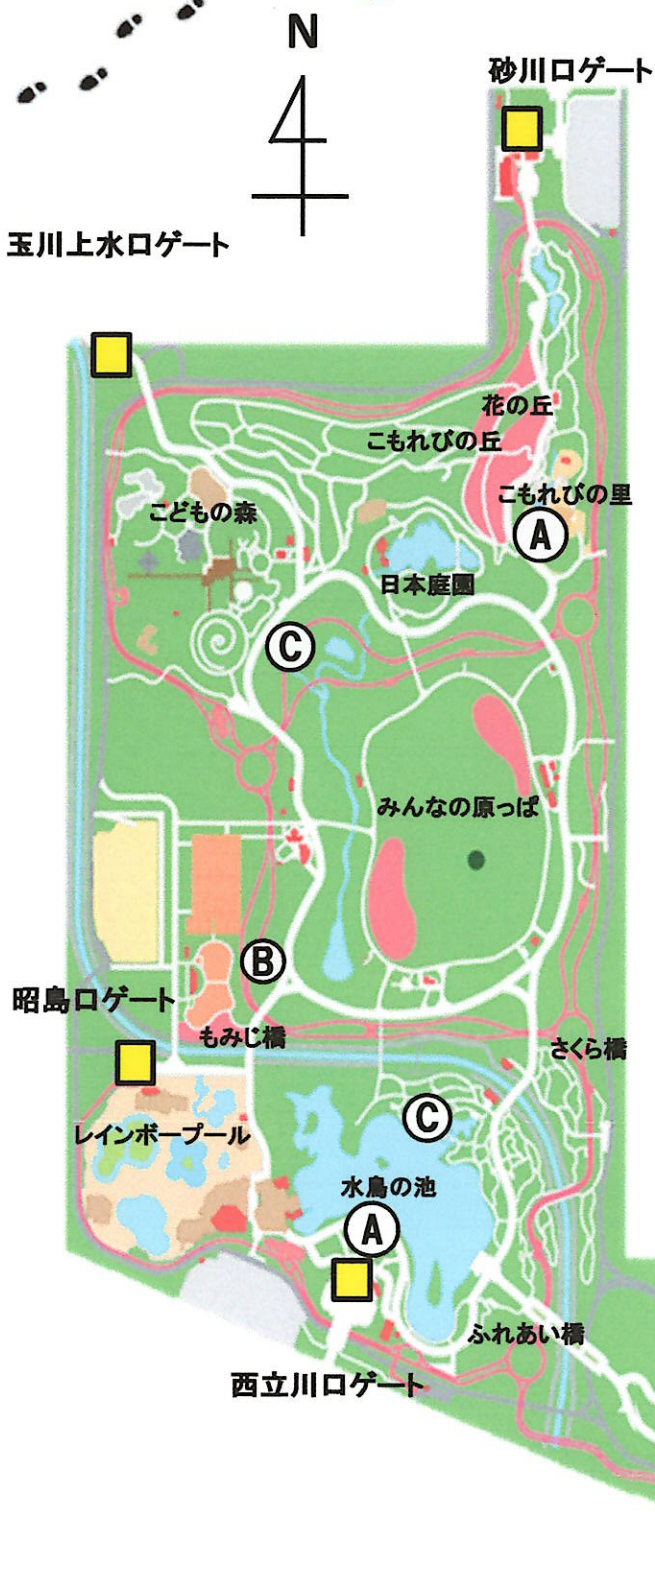 N
砂川口ゲート
玉川上水口ゲート
花の丘
こもれびの丘
こもれびの里
こどもの森
A
日本庭園
C
みんなの原っぱ
B
昭島口ゲート
もみじ橋
さくら橋
C
レインボープール
水鳥の池
A
ふれあい橋
西立川口ゲート